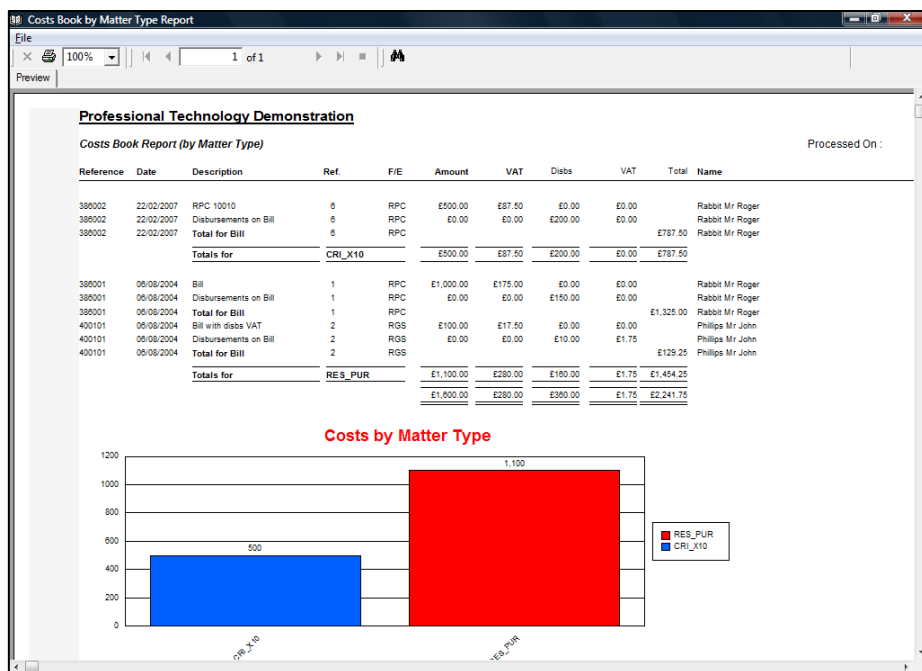 Costs Book by Matter Type Report
File
100% 1 of 1
Preview
Professional Technology Demonstration
Costs Book Report (by Matter Type) Processed On :
Reference Date Description Ref. F/E Amount VAT Disbs VAT Total Name
386002 22/02/2007 RPC 10010 6 RPC £500.00 £87.50 £0.00 £0.00 Rabbit Mr Roger
386002 22/02/2007 Disbursements on Bill 6 RPC £0.00 £0.00 £200.00 £0.00 Rabbit Mr Roger
386002 22/02/2007 Total for Bill 6 RPC £787.50 Rabbit Mr Roger
Totals for CRI_X10 £500.00 £87.50 £200.00 £0.00 £787.50
386001 06/08/2004 Bill 1 RPC £1,000.00 £175.00 £0.00 £0.00 Rabbit Mr Roger
386001 06/08/2004 Disbursements on Bill 1 RPC £0.00 £0.00 £150.00 £0.00 Rabbit Mr Roger
386001 06/08/2004 Total for Bill 1 RPC £1,325.00 Rabbit Mr Roger
400101 06/08/2004 Bill with disbs VAT 2 RGS £100.00 £17.50 £0.00 £0.00 Phillips Mr John
400101 06/08/2004 Disbursements on Bill 2 RGS £0.00 £0.00 £10.00 £1.75 Phillips Mr John
400101 06/08/2004 Total for Bill 2 RGS £129.25 Phillips Mr John
Totals for RES_PUR £1,100.00 £280.00 £160.00 £1.75 £1,454.25
£1,600.00 £280.00 £360.00 £1.75 £2,241.75
Costs by Matter Type
1200
1,100
1000
800
600
500
400
200
0
RES_PUR
CRI_X10
CRI_X10 RES_PUR